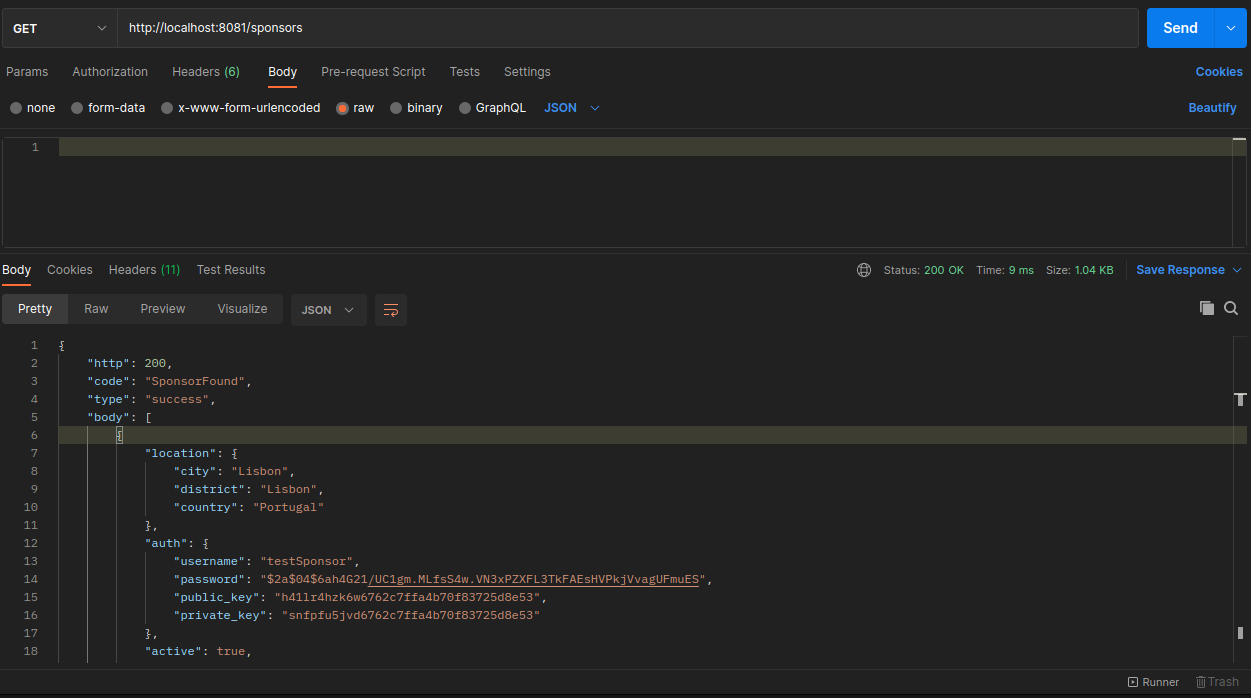 GET http://localhost:8081/sponsors Send
Params Authorization Headers (6) Body Pre-request Script Tests Settings Cookies
none form-data x-www-form-urlencoded raw binary GraphQL JSON Beautify
1
Body Cookies Headers (11) Test Results Status: 200 OK Time: 9 ms Size: 1.04 KB Save Response
Pretty Raw Preview Visualize JSON
1 {
2 "http": 200,
3 "code": "SponsorFound",
4 "type": "success",
5 "body": [
6 {
7 "location": {
8 "city": "Lisbon",
9 "district": "Lisbon",
10 "country": "Portugal"
11 },
12 "auth": {
13 "username": "testSponsor",
14 "password": "$2a$04$6ah4G21/UC1gm.MLfsS4w.VN3xPZXFL3TkFAEsHVPkjVvagUFmuES",
15 "public_key": "h41lr4hzk6w6762c7ffa4b70f83725d8e53",
16 "private_key": "snfpfu5jvd6762c7ffa4b70f83725d8e53"
17 },
18 "active": true,
Runner Trash